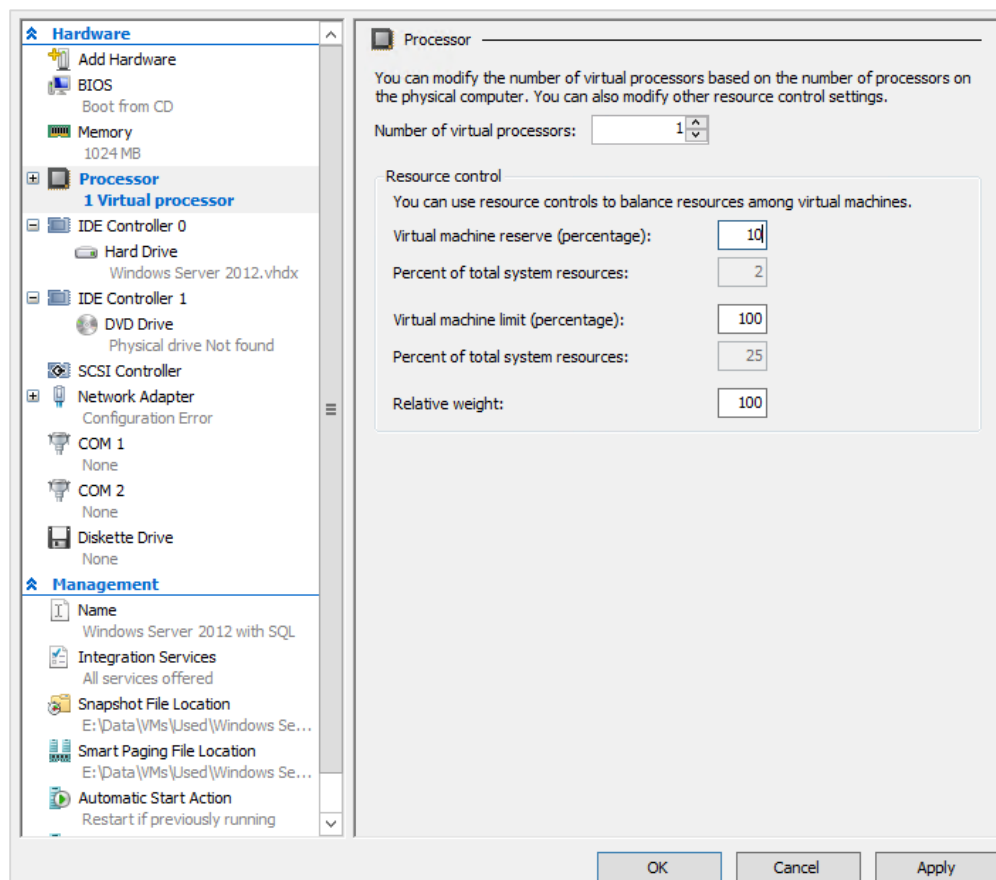 Hardware
Add Hardware
BIOS
Boot from CD
Memory
1024 MB
Processor
1 Virtual processor
IDE Controller 0
Hard Drive
Windows Server 2012.vhdx
IDE Controller 1
DVD Drive
Physical drive Not found
SCSI Controller
Network Adapter
Configuration Error
COM 1
None
COM 2
None
Diskette Drive
None
Management
Name
Windows Server 2012 with SQL
Integration Services
All services offered
Snapshot File Location
E:\Data\VMs\Used\Windows Se...
Smart Paging File Location
E:\Data\VMs\Used\Windows Se...
Automatic Start Action
Restart if previously running
Processor
You can modify the number of virtual processors based on the number of processors on
the physical computer. You can also modify other resource control settings.
Number of virtual processors: 1
Resource control
You can use resource controls to balance resources among virtual machines.
Virtual machine reserve (percentage): 10
Percent of total system resources: 2
Virtual machine limit (percentage): 100
Percent of total system resources: 25
Relative weight: 100
OK Cancel Apply